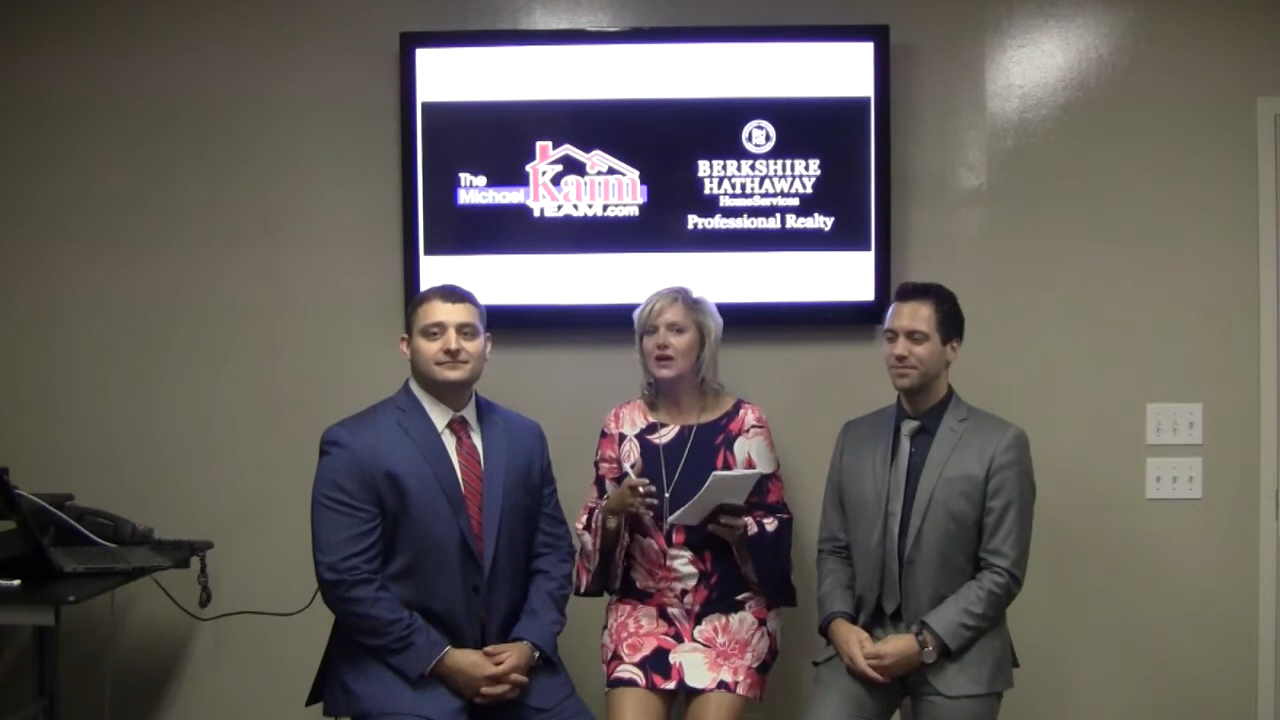 The
Michael
Kaim
TEAM.com
BERKSHIRE
HATHAWAY
HomeServices
Professional Realty